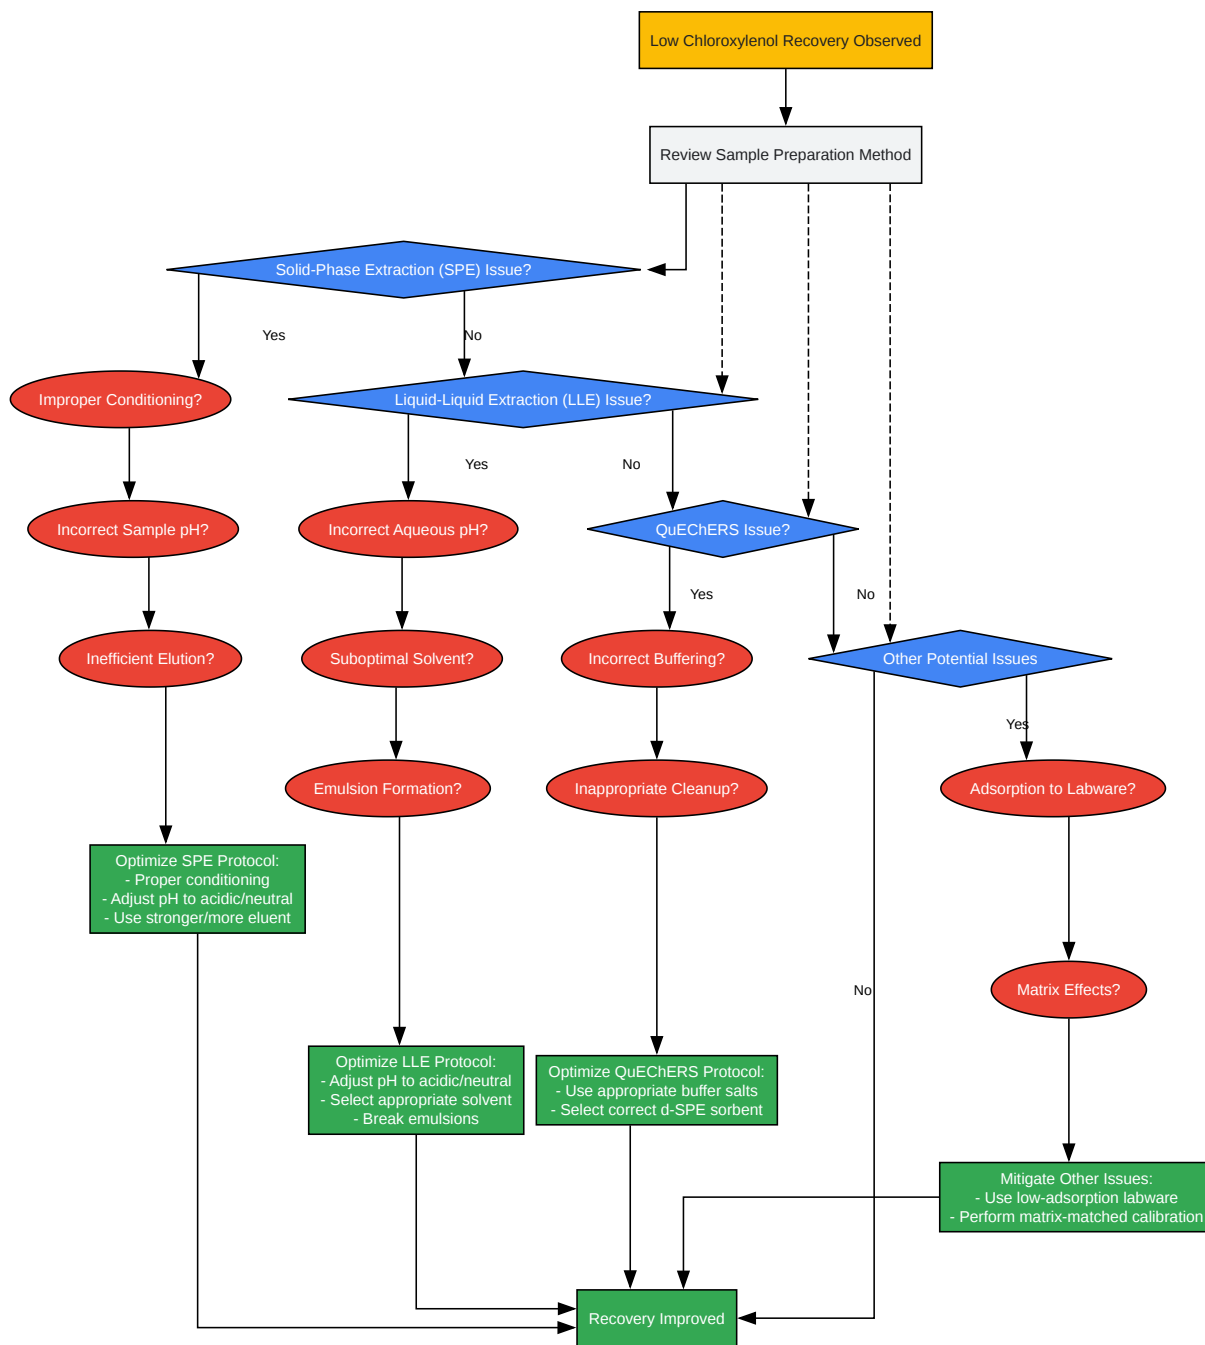 Low Chloroxylenol Recovery Observed
Review Sample Preparation Method
Solid-Phase Extraction (SPE) Issue?
Yes
No
Improper Conditioning?
Liquid-Liquid Extraction (LLE) Issue?
Yes
No
Incorrect Sample pH?
Incorrect Aqueous pH?
QuEChERS Issue?
Yes
No
Inefficient Elution?
Suboptimal Solvent?
Incorrect Buffering?
Other Potential Issues
Yes
Emulsion Formation?
Inappropriate Cleanup?
Adsorption to Labware?
Optimize SPE Protocol:
- Proper conditioning
- Adjust pH to acidic/neutral
- Use stronger/more eluent
No
Matrix Effects?
Optimize LLE Protocol:
- Adjust pH to acidic/neutral
- Select appropriate solvent
- Break emulsions
Optimize QuEChERS Protocol:
- Use appropriate buffer salts
- Select correct d-SPE sorbent
Mitigate Other Issues:
- Use low-adsorption labware
- Perform matrix-matched calibration
Recovery Improved